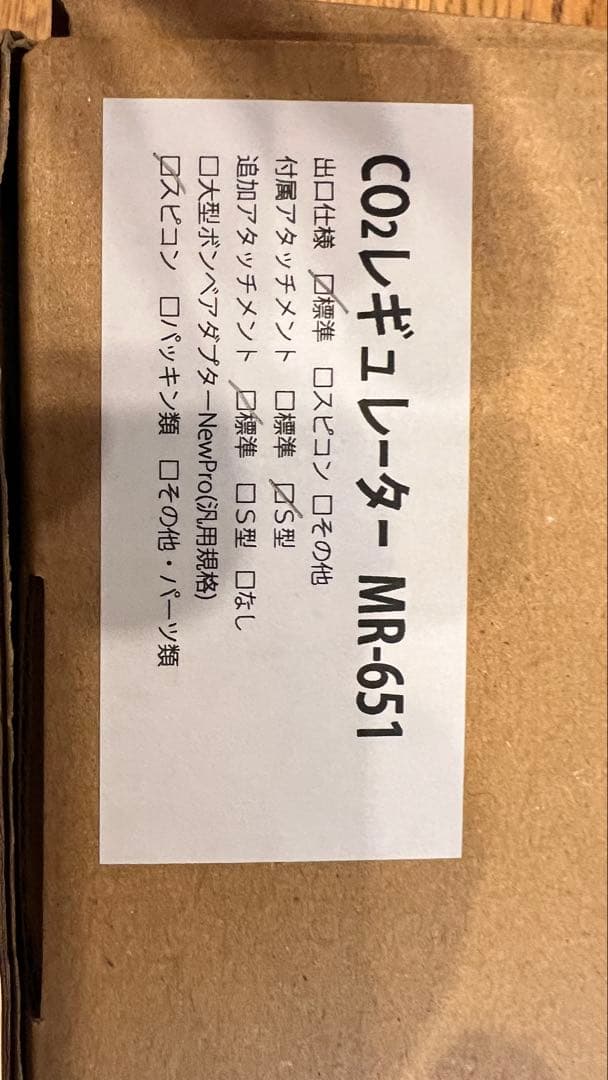 CO2レギュレーター MR-651
出口仕様 ☑標準 □スピコン □その他
付属アタッチメント □標準 ☑S型
追加アタッチメント ☑標準 □S型 □なし
□大型ボンベアダプターNewPro(汎用規格)
☑スピコン □パッキン類 □その他・パーツ類